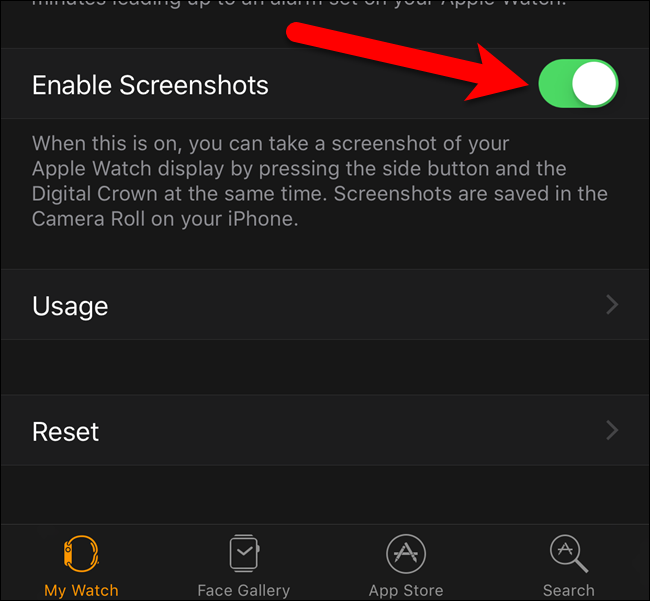 minutes leading up to an alarm set on your Apple Watch.
Enable Screenshots
When this is on, you can take a screenshot of your
Apple Watch display by pressing the side button and the
Digital Crown at the same time. Screenshots are saved in the
Camera Roll on your iPhone.
Usage
Reset
My Watch
Face Gallery
App Store
Search